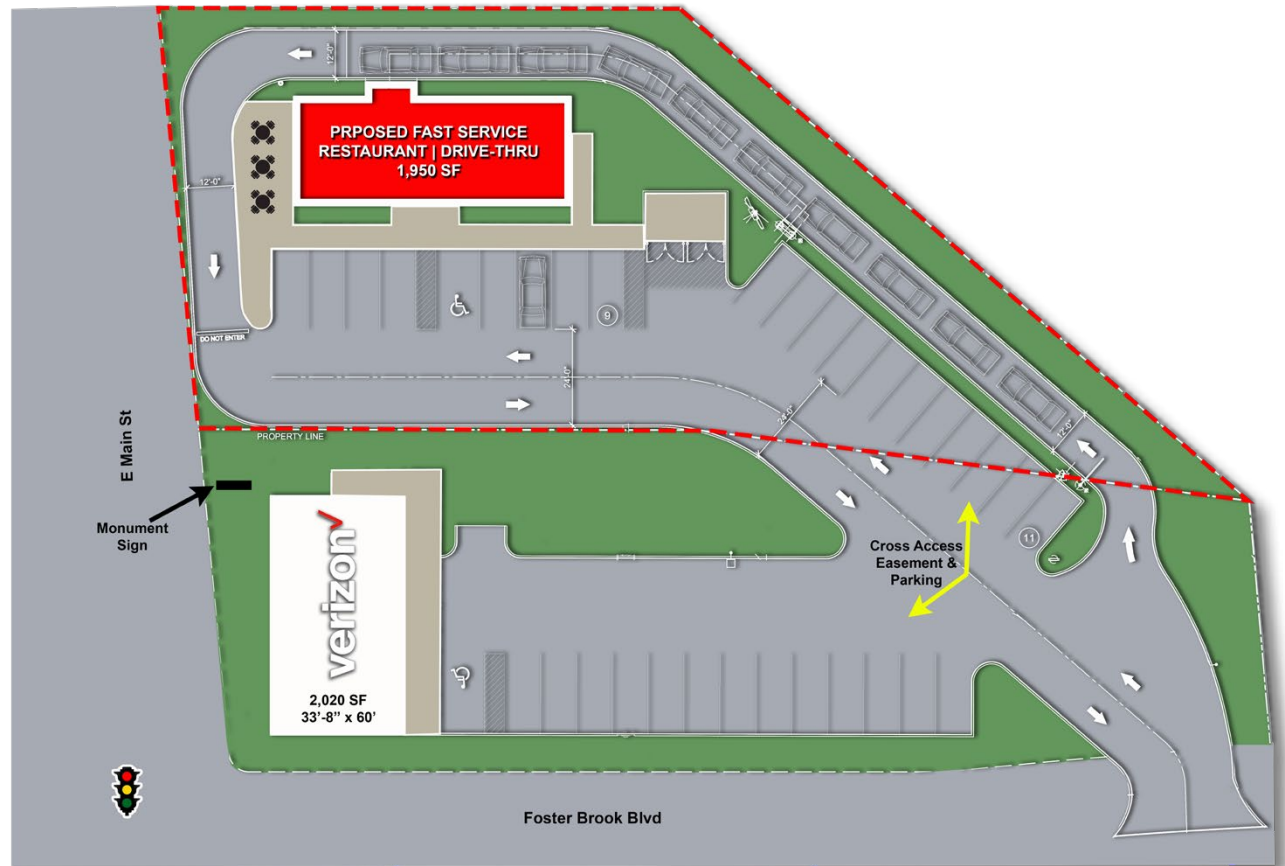 12'-0"
PRPOSED FAST SERVICE
RESTAURANT | DRIVE-THRU
1,950 SF
12'-0"
9
DO NOT ENTER
24'-0"
24'-0"
12'-0"
PROPERTY LINE
E Main St
Monument
Sign
verizon
2,020 SF
33'-8" x 60'
11
Cross Access
Easement &
Parking
Foster Brook Blvd